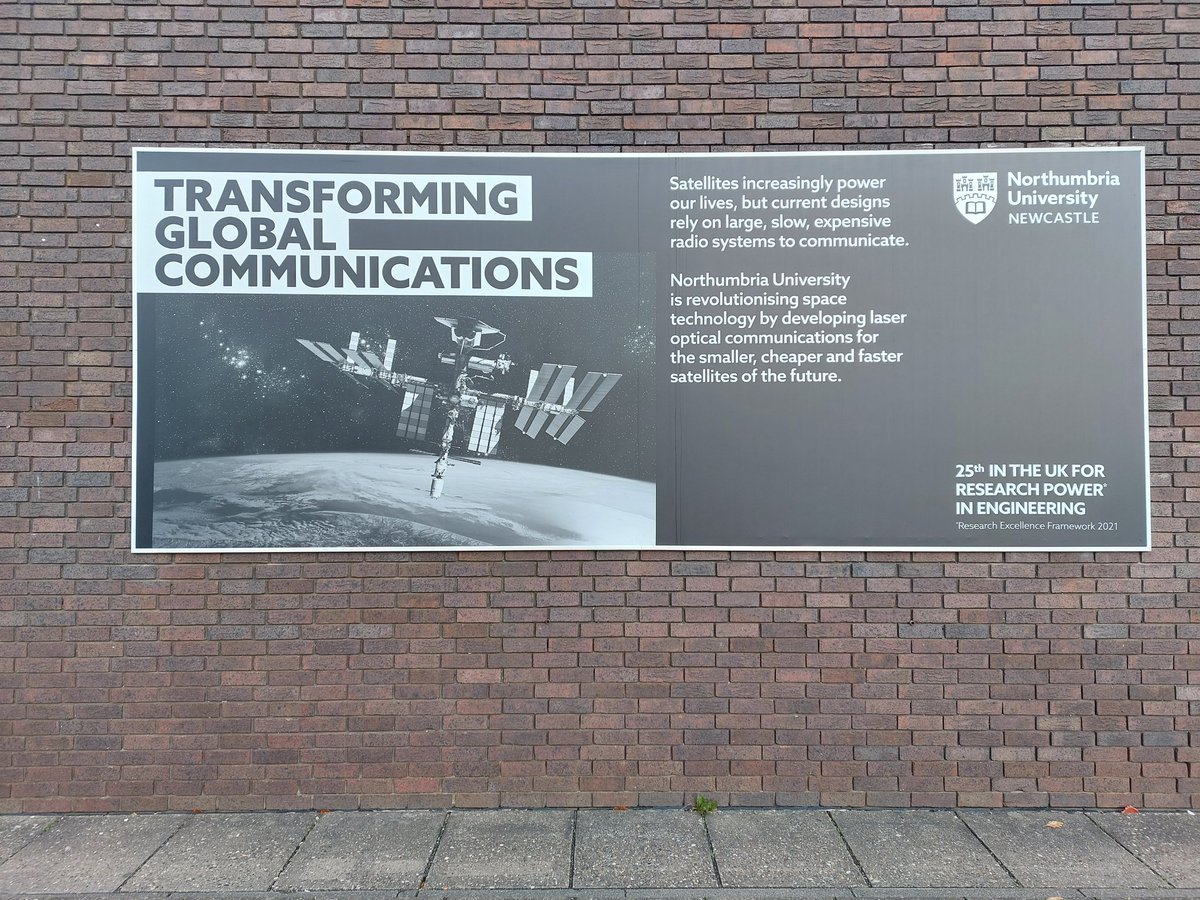 TRANSFORMING
GLOBAL
COMMUNICATIONS
Satellites increasingly power
our lives, but current designs
rely on large, slow, expensive
radio systems to communicate.
Northumbria University
is revolutionising space
technology by developing laser
optical communications for
the smaller, cheaper and faster
satellites of the future.
Northumbria
University
NEWCASTLE
25th IN THE UK FOR
RESEARCH POWER*
IN ENGINEERING
*Research Excellence Framework 2021